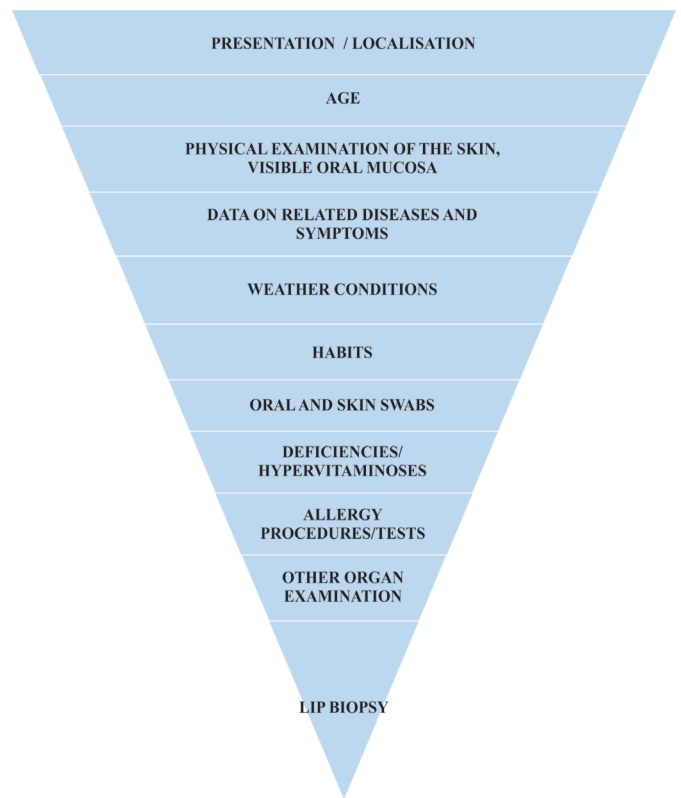 PRESENTATION / LOCALISATION
AGE
PHYSICAL EXAMINATION OF THE SKIN,
VISIBLE ORAL MUCOSA
DATA ON RELATED DISEASES AND
SYMPTOMS
WEATHER CONDITIONS
HABITS
ORAL AND SKIN SWABS
DEFICIENCIES/
HYPERVITAMINOSES
ALLERGY
PROCEDURES/TESTS
OTHER ORGAN
EXAMINATION
LIP BIOPSY